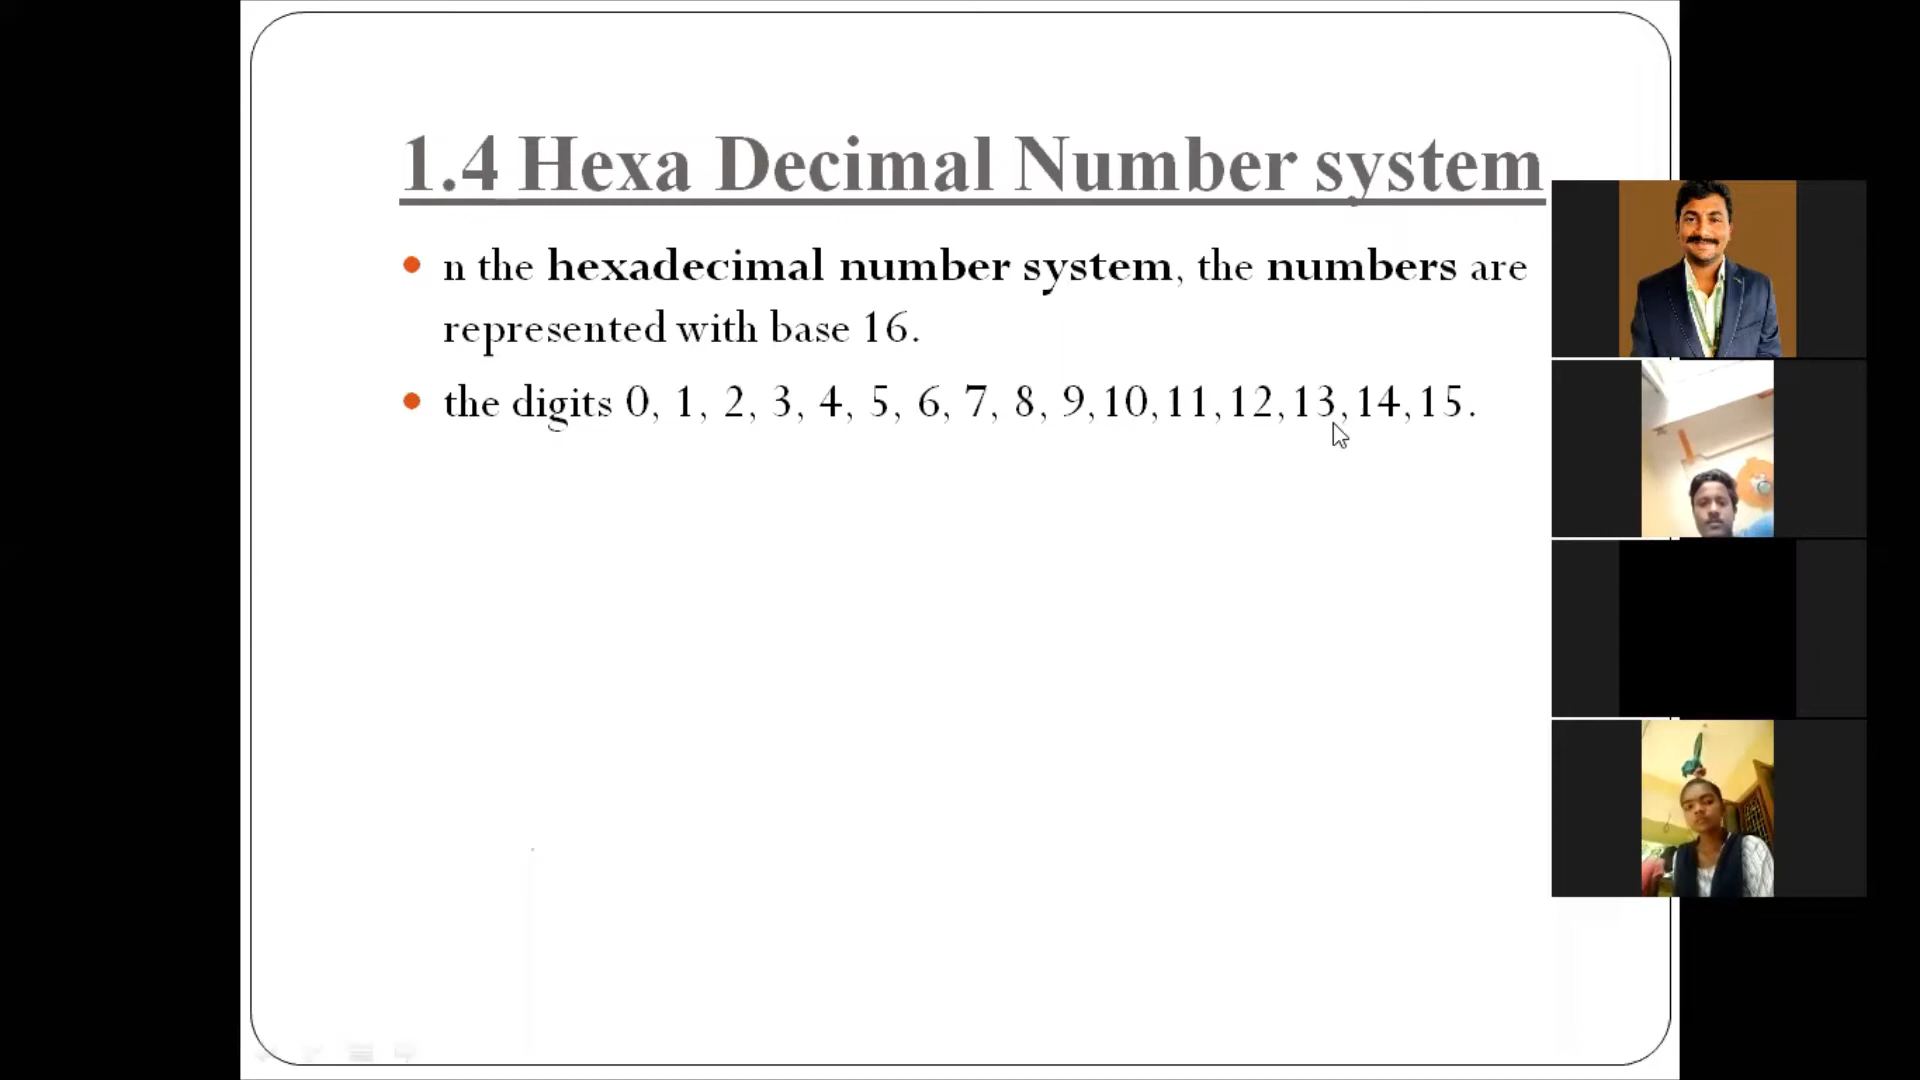 1.4 Hexa Decimal Number system
n the hexadecimal number system, the numbers are
represented with base 16.
the digits 0, 1, 2, 3, 4, 5, 6, 7, 8, 9,10,11,12,13,14,15.